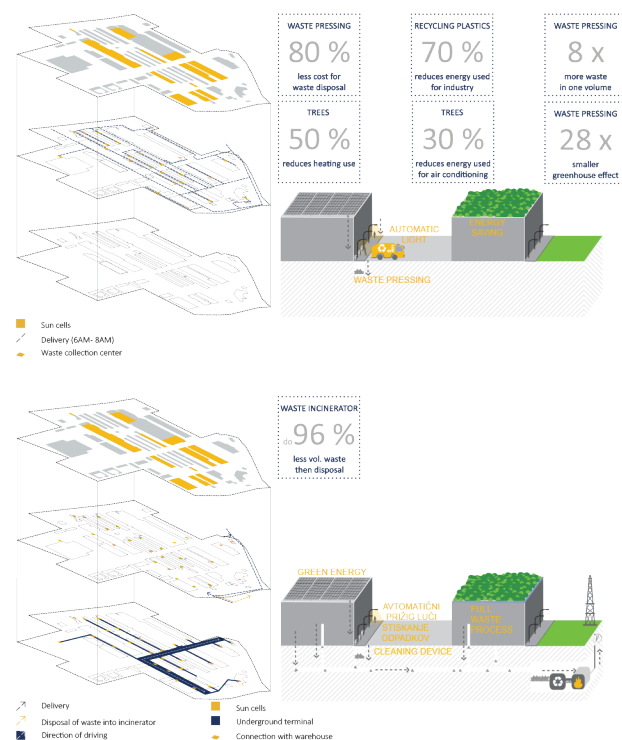 WASTE PRESSING
80 %
less cost for
waste disposal
RECYCLING PLASTICS
70 %
reduces energy used
for industry
WASTE PRESSING
8 x
more waste
in one volume
TREES
50 %
reduces heating use
TREES
30 %
reduces energy used
for air conditioning
WASTE PRESSING
28 x
smaller
greenhouse effect
AUTOMATIC
LIGHT
ENERGY
SAVING
WASTE PRESSING
Sun cells
Delivery (6AM- 8AM)
Waste collection center
WASTE INCINERATOR
do 96 %
less vol. waste
then disposal
GREEN ENERGY
AVTOMATIČNI
PRIŽIG LUČI
STISKANJE
ODPADKOV
FULL
WASTE
PROCESS
CLEANING DEVICE
Delivery
Disposal of waste into incinerator
Direction of driving
Sun cells
Underground terminal
Connection with warehouse